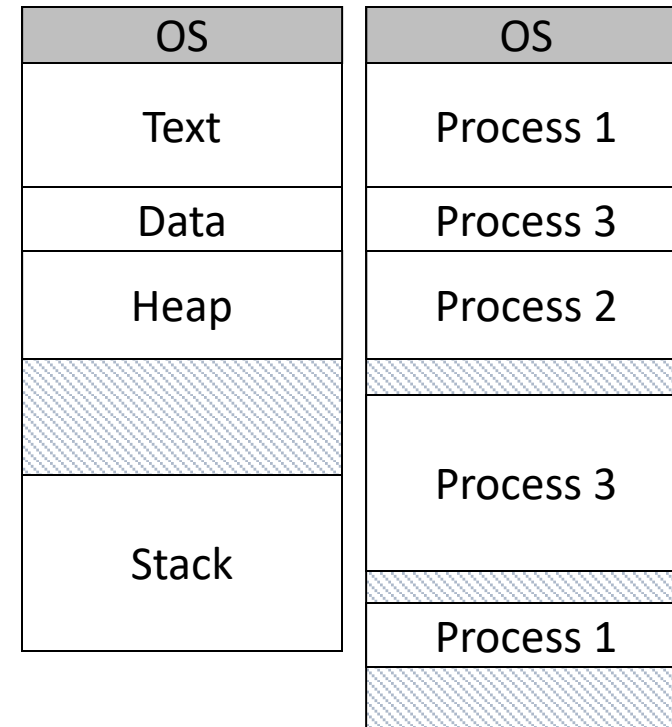 OS
Text
Data
Heap
Stack
OS
Process 1
Process 3
Process 2
Process 3
Process 1